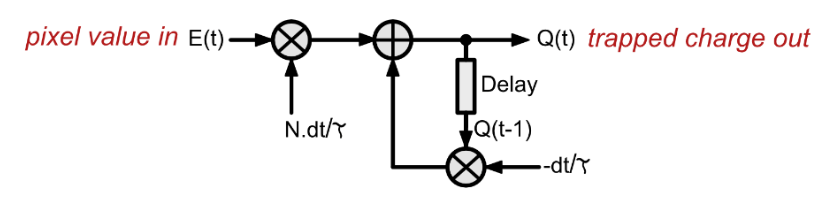 pixel value in E(t) Q(t) trapped charge out
Delay
N.dt/τ Q(t-1)
-dt/τ